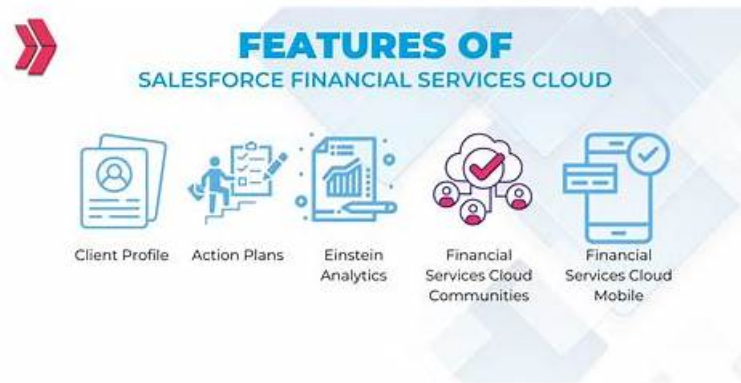 FEATURES OF
SALESFORCE FINANCIAL SERVICES CLOUD
Client Profile
Action Plans
Einstein
Analytics
Financial
Services Cloud
Communities
Financial
Services Cloud
Mobile